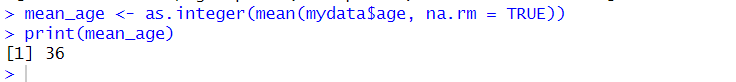 > mean_age <- as.integer(mean(mydata$age, na.rm = TRUE))
> print(mean_age)
[1] 36
>